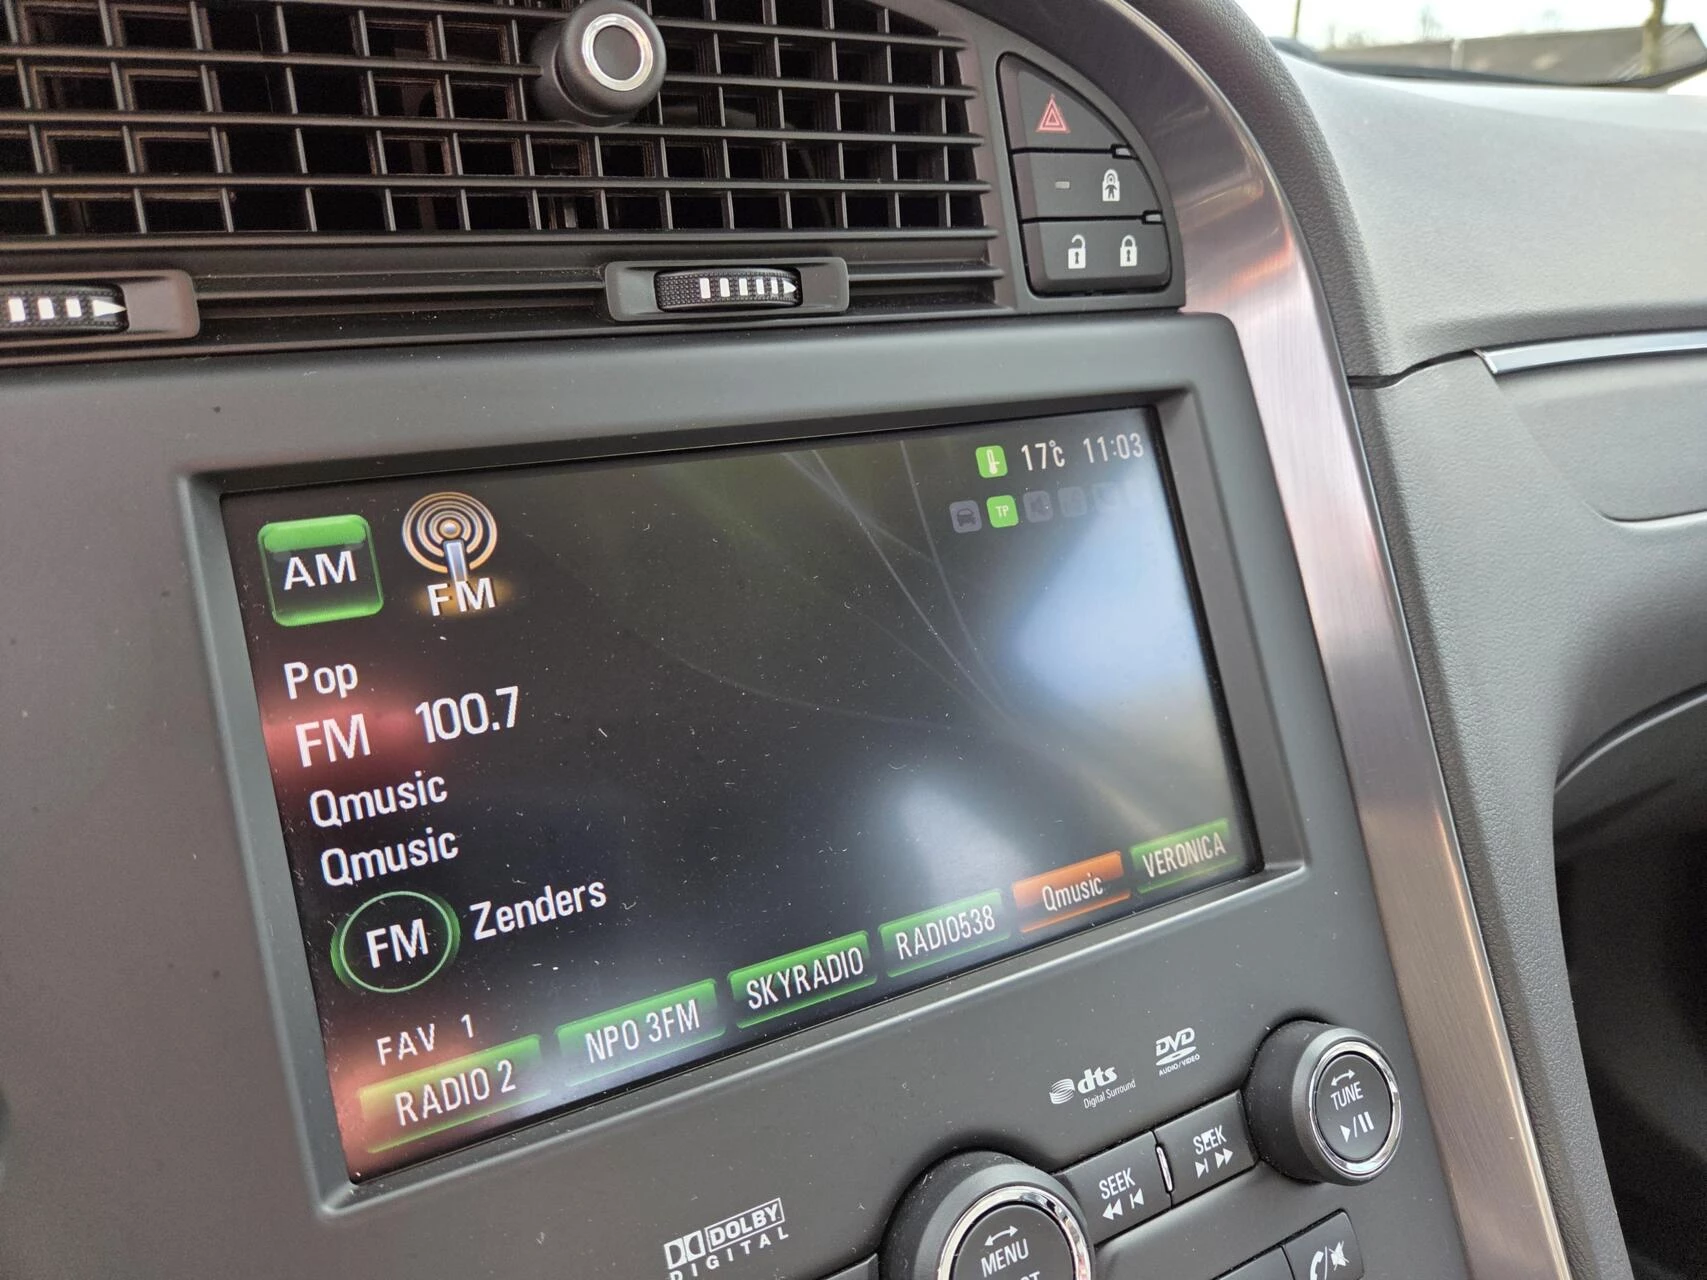 17°C 11:03
TP
AM
FM
Pop
FM 100.7
Qmusic
Qmusic
FM Zenders
FAV 1
RADIO 2 NPO 3FM SKYRADIO RADIO538 Qmusic VERONICA
dts
Digital Surround
DVD
AUDIO/VIDEO
TUNE
SEEK
SEEK
DOLBY
DIGITAL
MENU